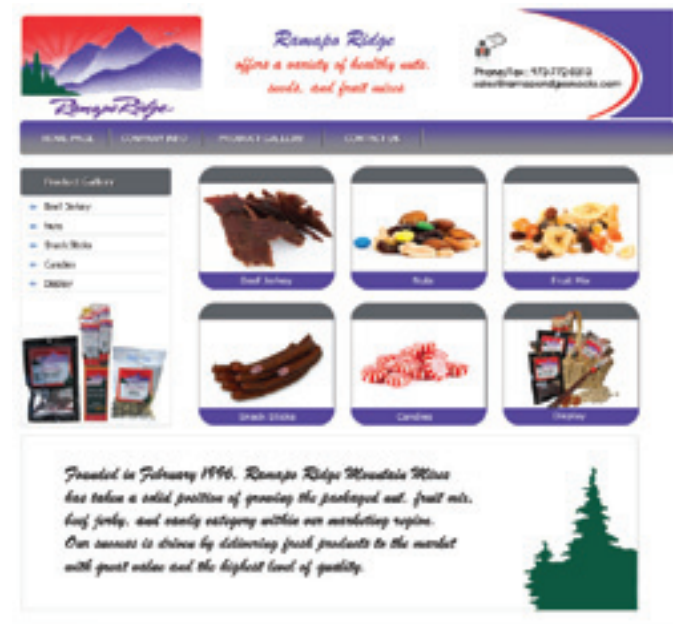 Ramapo Ridge
Ramapo Ridge
offers a variety of healthy nuts,
seeds, and fruit mixes
Phone/Fax:
HOME PAGE
COMPANY INFO
PRODUCT GALLERY
CONTACT US
Product Gallery
Beef Jerkey
Nuts
Snack Sticks
Candies
Display
Beef Jerkey
Nuts
Fruit Mix
Snack Sticks
Candies
Display
Founded in February 1996, Ramapo Ridge Mountain Mixes
has taken a solid position of growing the packaged nut, fruit mix,
beef jerky, and candy category within our marketing region.
Our success is driven by delivering fresh products to the market
with great value and the highest level of quality.